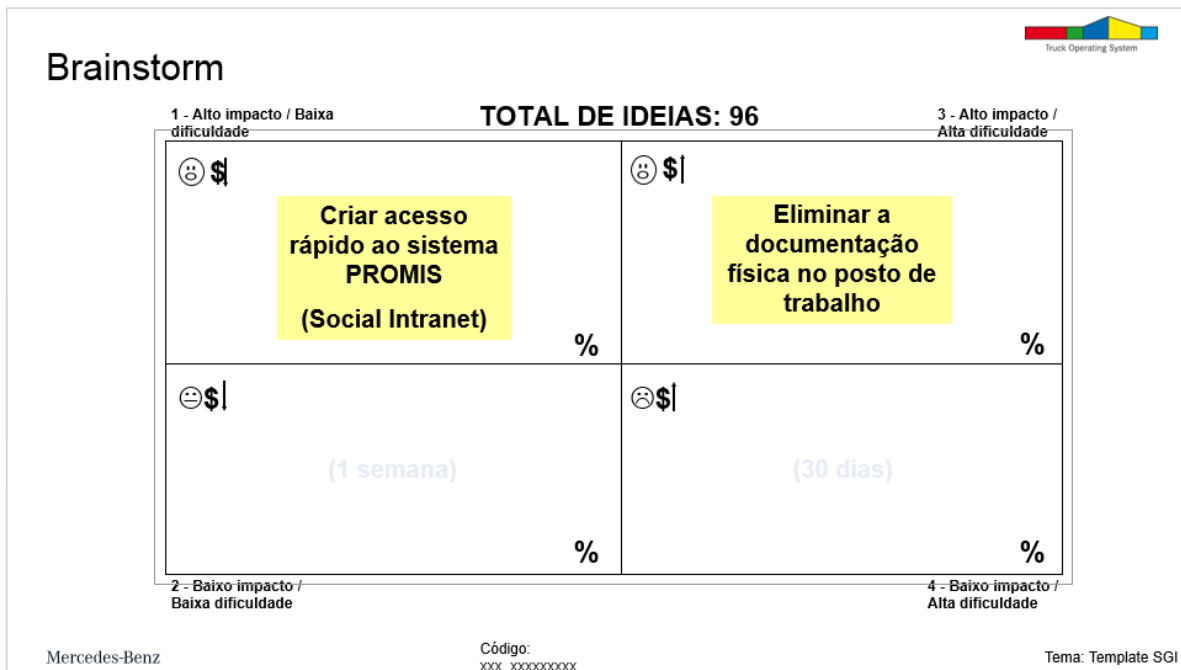 Truck Operating System
Brainstorm
1 - Alto impacto / Baixa
dificuldade
TOTAL DE IDEIAS: 96
3 - Alto impacto /
Alta dificuldade
$
Criar acesso
rápido ao sistema
PROMIS
(Social Intranet)
%
$
Eliminar a
documentação
física no posto de
trabalho
%
$
(1 semana)
%
$
(30 dias)
%
2 - Baixo impacto /
Baixa dificuldade
4 - Baixo impacto /
Alta dificuldade
Mercedes-Benz
Código:
xxx_xxxxxxxxx
Tema: Template SGI